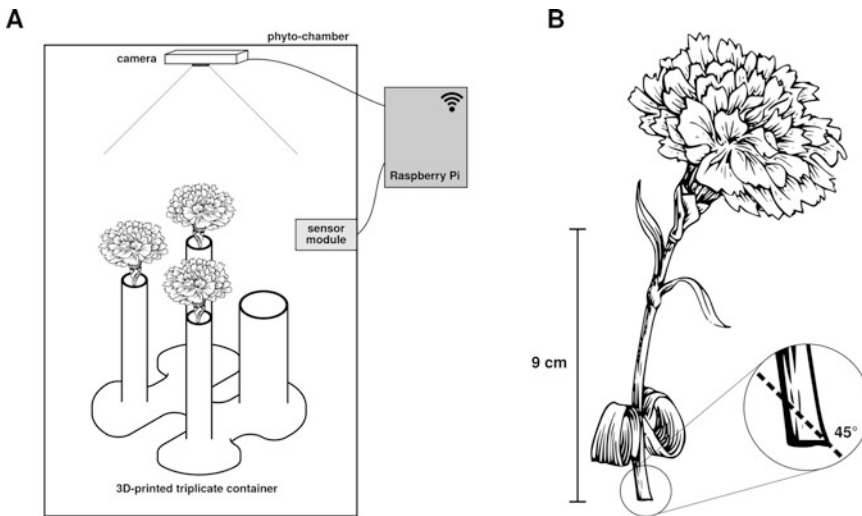 A
phyto-chamber
camera
Raspberry Pi
sensor
module
3D-printed triplicate container
B
9 cm
45°